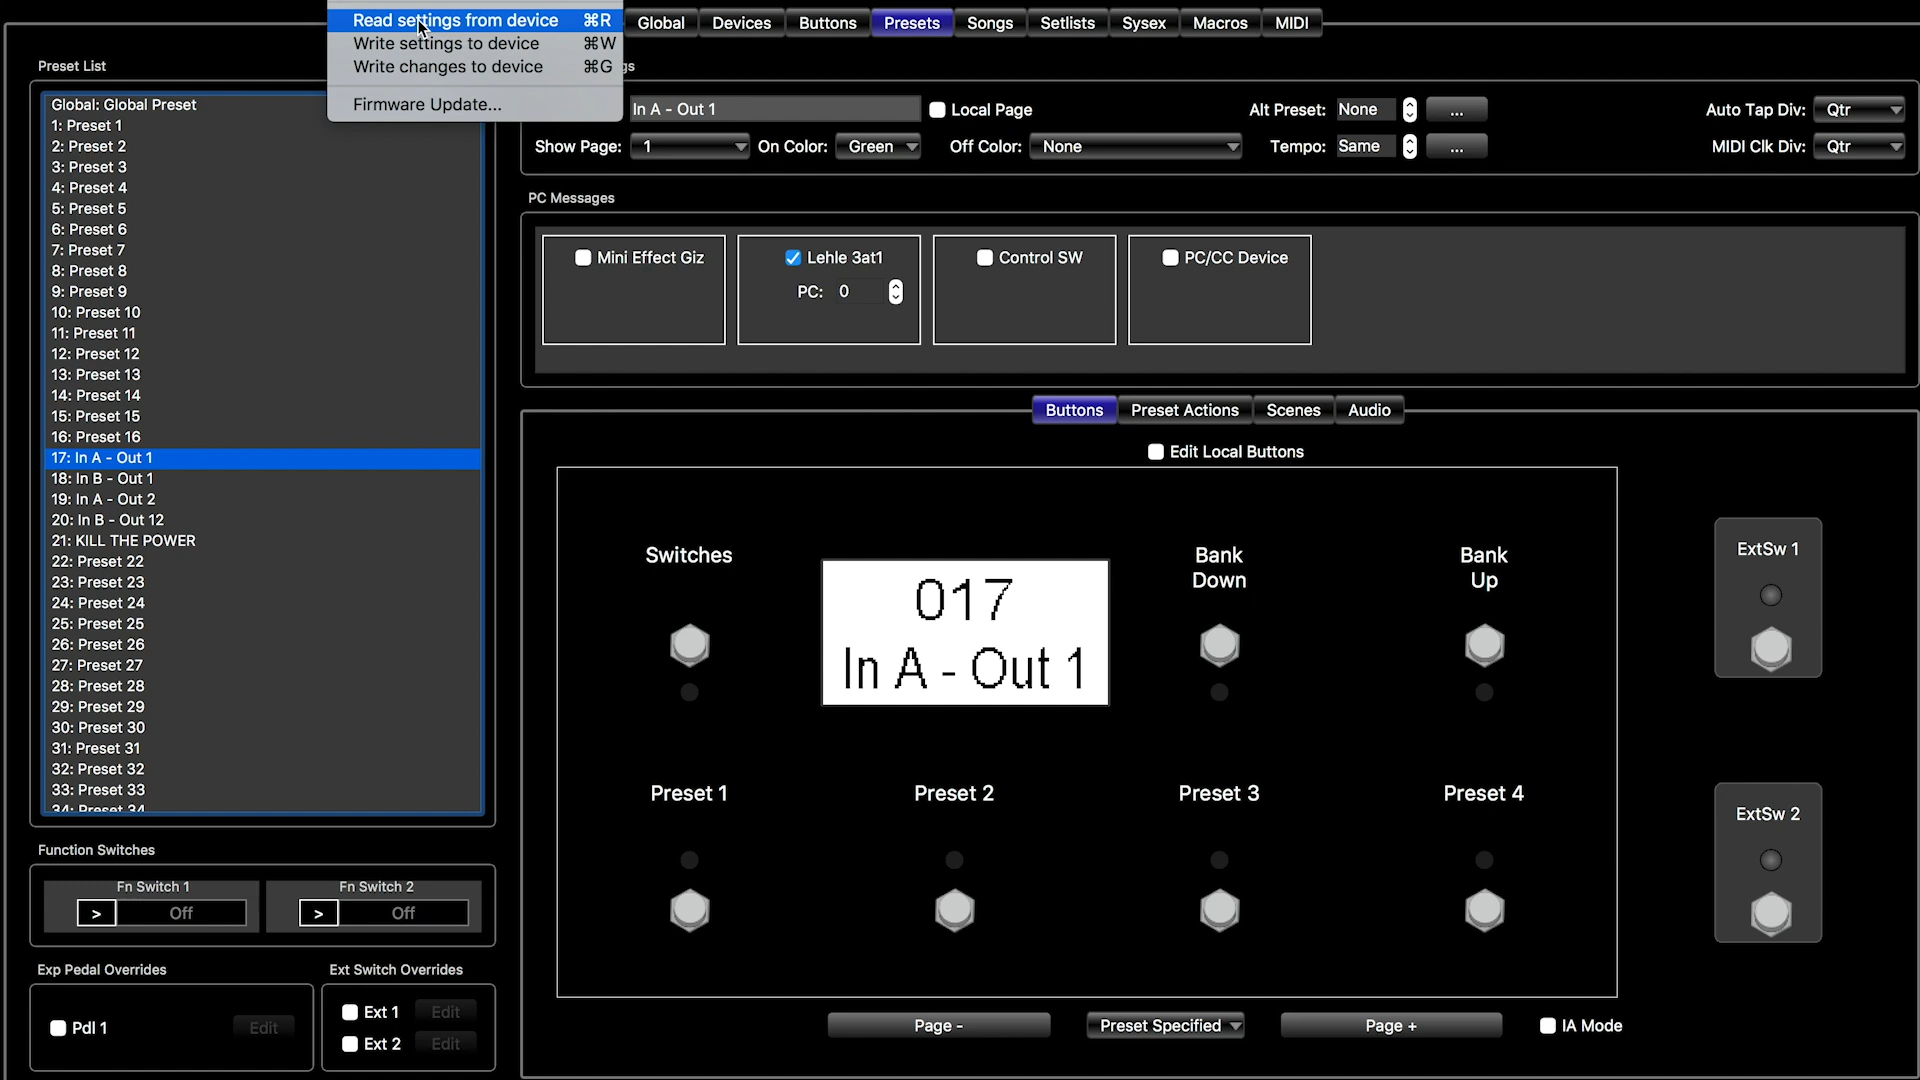 Read settings from device ⌘R
Write settings to device ⌘W
Write changes to device ⌘G
Firmware Update...
Global
Devices
Buttons
Presets
Songs
Setlists
Sysex
Macros
MIDI
Preset List
Global: Global Preset
1: Preset 1
2: Preset 2
3: Preset 3
4: Preset 4
5: Preset 5
6: Preset 6
7: Preset 7
8: Preset 8
9: Preset 9
10: Preset 10
11: Preset 11
12: Preset 12
13: Preset 13
14: Preset 14
15: Preset 15
16: Preset 16
17: In A - Out 1
18: In B - Out 1
19: In A - Out 2
20: In B - Out 12
21: KILL THE POWER
22: Preset 22
23: Preset 23
24: Preset 24
25: Preset 25
26: Preset 26
27: Preset 27
28: Preset 28
29: Preset 29
30: Preset 30
31: Preset 31
32: Preset 32
33: Preset 33
34: Preset 34
Function Switches
Fn Switch 1
> Off
Fn Switch 2
> Off
Exp Pedal Overrides
Pdl 1 Edit
Ext Switch Overrides
Ext 1 Edit
Ext 2 Edit
In A - Out 1
Local Page
Alt Preset: None ...
Auto Tap Div: Qtr
Show Page: 1
On Color: Green
Off Color: None
Tempo: Same ...
MIDI Clk Div: Qtr
PC Messages
Mini Effect Giz
Lehle 3at1
PC: 0
Control SW
PC/CC Device
Buttons
Preset Actions
Scenes
Audio
Edit Local Buttons
Switches
017
In A - Out 1
Bank
Down
Bank
Up
ExtSw 1
Preset 1
Preset 2
Preset 3
Preset 4
ExtSw 2
Page -
Preset Specified
Page +
IA Mode